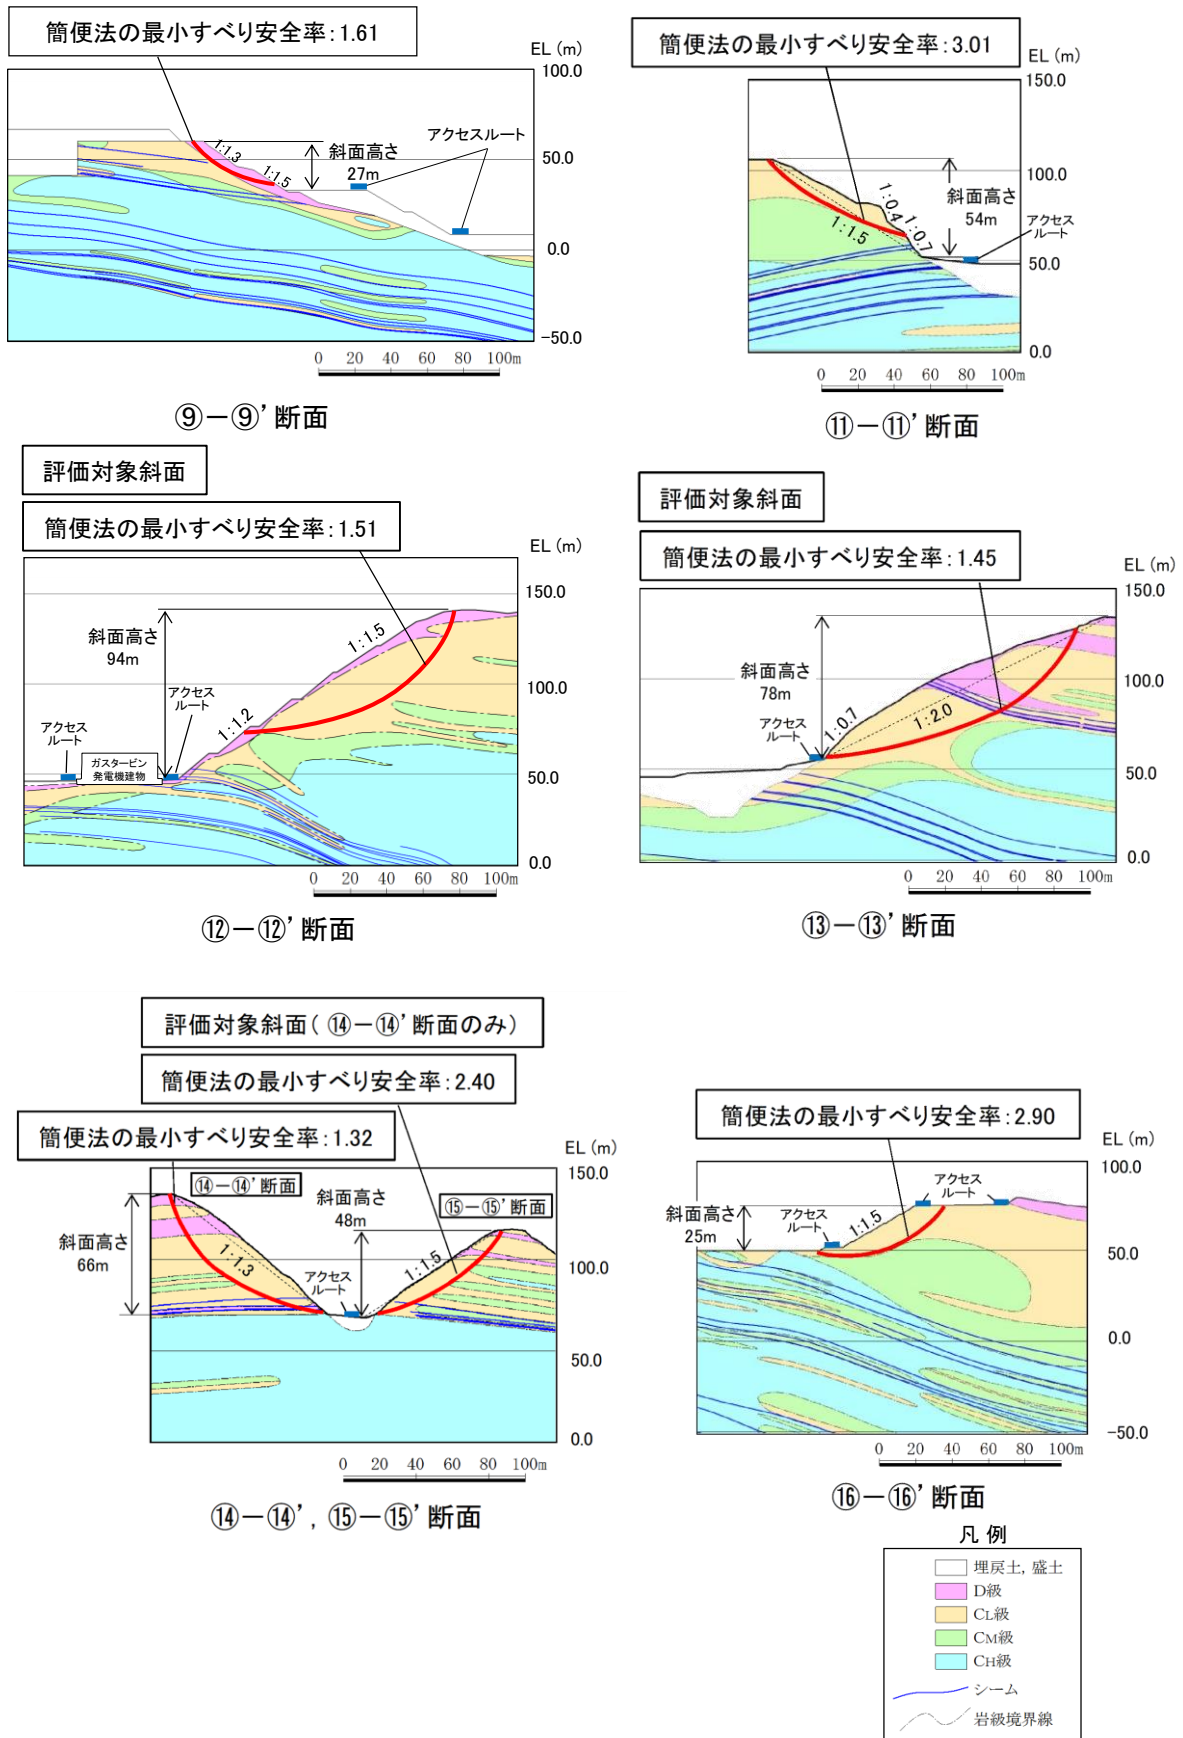 簡便法の最小すべり安全率:1.61
EL (m)
100.0
アクセスルート
1:1.3
斜面高さ
27m
1:1.5
50.0
0.0
-50.0
0 20 40 60 80 100m
⑨-⑨' 断面
簡便法の最小すべり安全率:3.01
EL (m)
150.0
100.0
1:0.4
斜面高さ
54m
1:1.5
1:0.7
アクセス
ルート
50.0
0.0
0 20 40 60 80 100m
⑪-⑪' 断面
評価対象斜面
簡便法の最小すべり安全率:1.51
EL (m)
150.0
斜面高さ
94m
1:1.5
アクセス
ルート
100.0
1:1.2
アクセス
ルート
ガスタービン
発電機建物
50.0
0.0
0 20 40 60 80 100m
⑫-⑫' 断面
評価対象斜面
簡便法の最小すべり安全率:1.45
EL (m)
150.0
斜面高さ
78m
100.0
アクセス
ルート
1:0.7
1:2.0
50.0
0.0
0 20 40 60 80 100m
⑬-⑬' 断面
評価対象斜面( ⑭-⑭' 断面のみ)
簡便法の最小すべり安全率:2.40
簡便法の最小すべり安全率:1.32
EL (m)
150.0
⑭-⑭' 断面
斜面高さ
48m
⑮-⑮' 断面
斜面高さ
66m
1:1.3
1:1.5
アクセス
ルート
100.0
50.0
0.0
0 20 40 60 80 100m
⑭-⑭', ⑮-⑮' 断面
簡便法の最小すべり安全率:2.90
EL (m)
100.0
アクセス
ルート
斜面高さ
25m
アクセス
ルート
1:1.5
50.0
0.0
-50.0
0 20 40 60 80 100m
⑯-⑯' 断面
凡 例
埋戻土, 盛土
D級
CL級
CM級
CH級
シーム
岩級境界線